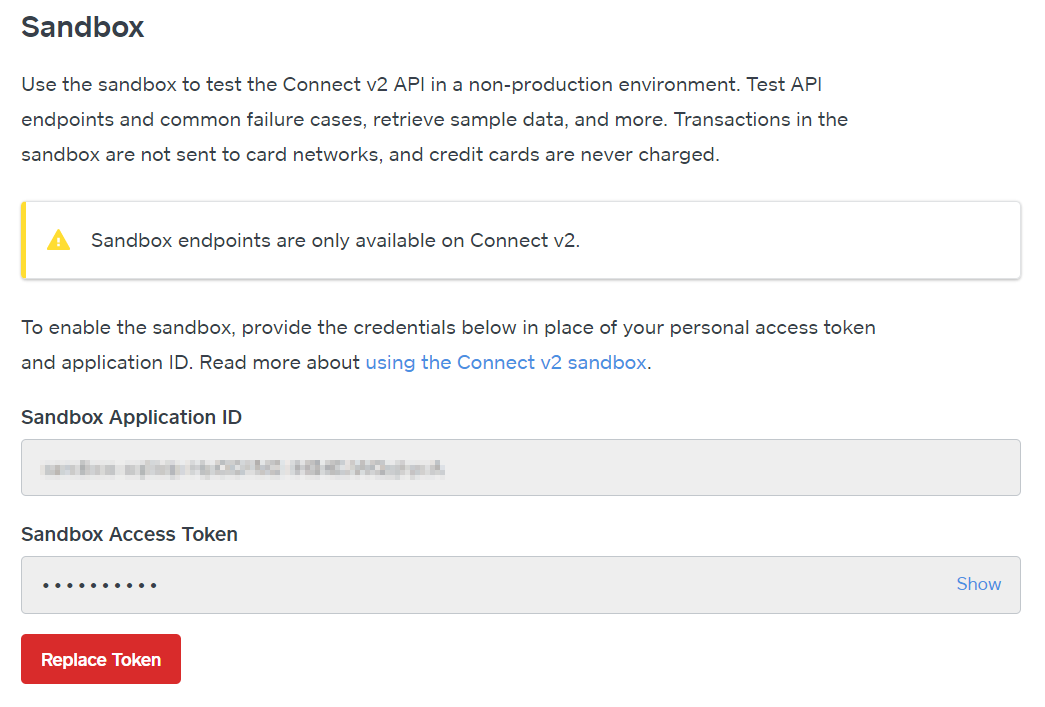 Sandbox
Use the sandbox to test the Connect v2 API in a non-production environment. Test API
endpoints and common failure cases, retrieve sample data, and more. Transactions in the
sandbox are not sent to card networks, and credit cards are never charged.
Sandbox endpoints are only available on Connect v2.
To enable the sandbox, provide the credentials below in place of your personal access token
and application ID. Read more about using the Connect v2 sandbox.
Sandbox Application ID
Sandbox Access Token
•••••••••• Show
Replace Token